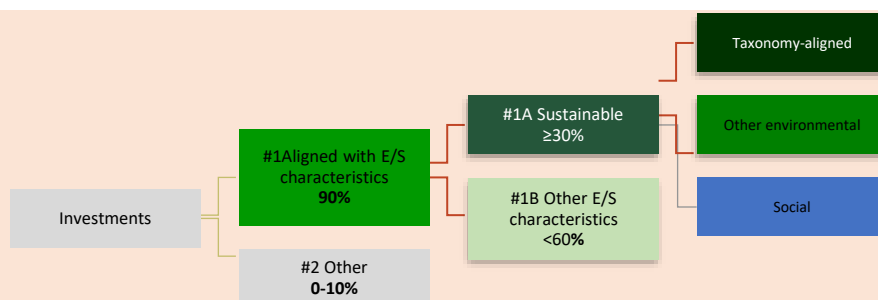 Taxonomy-aligned
#1A Sustainable
≥30%
Other environmental
#1Aligned with E/S
characteristics
90%
#1B Other E/S
characteristics
<60%
Social
Investments
#2 Other
0-10%